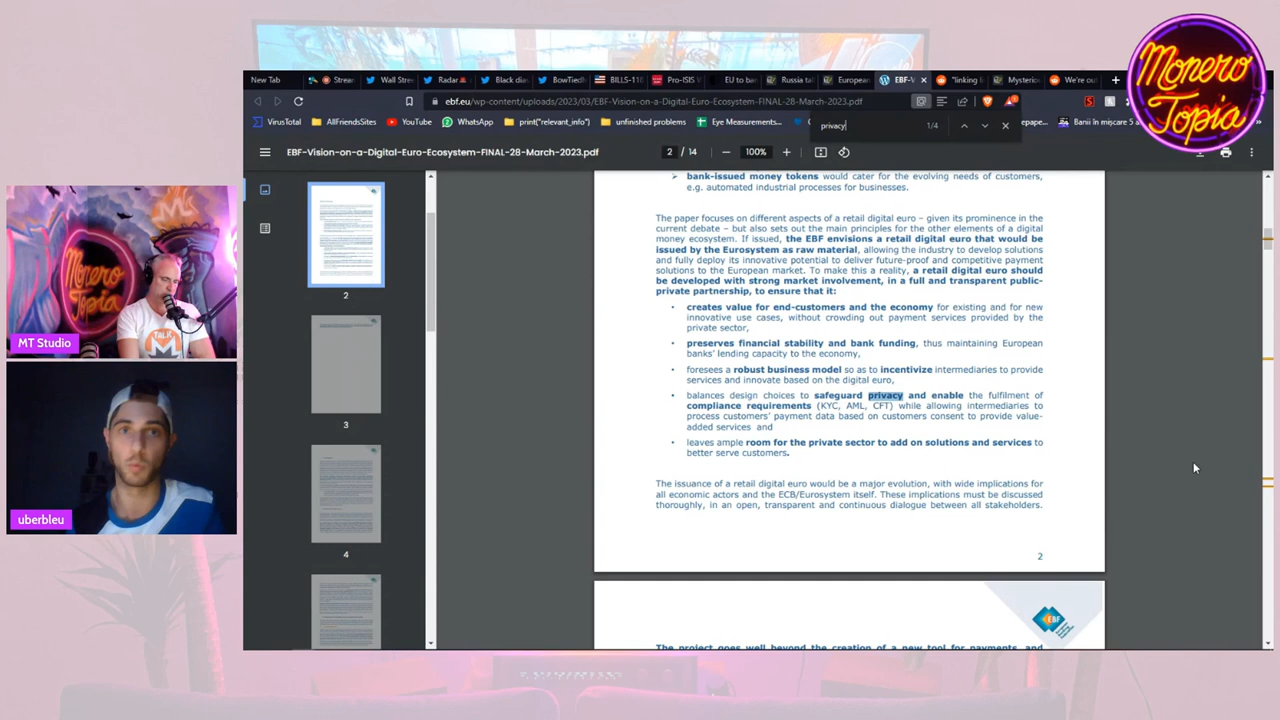 Monero
Topia
New Tab
Stream
Wall Stre
Radar
Black dia
BowTiedl
BILLS-118
Pro-ISIS V
EU to ban
Russia tal
European
EBF-V
"linking l
Mysterio
We're out
ebf.eu/wp-content/uploads/2023/03/EBF-Vision-on-a-Digital-Euro-Ecosystem-FINAL-28-March-2023.pdf
VirusTotal
AllFriendsSites
YouTube
WhatsApp
print("relevant_info")
unfinished problems
Eye Measurements...
Banii în mișcare 5
privacy
1/4
EBF-Vision-on-a-Digital-Euro-Ecosystem-FINAL-28-March-2023.pdf
2 / 14
100%
2
3
4
bank-issued money tokens would cater for the evolving needs of customers,
e.g. automated industrial processes for businesses.
The paper focuses on different aspects of a retail digital euro – given its prominence in the
current debate – but also sets out the main principles for the other elements of a digital
money ecosystem. If issued, the EBF envisions a retail digital euro that would be
issued by the Eurosystem as raw material, allowing the industry to develop solutions
and fully deploy its innovative potential to deliver future-proof and competitive payment
solutions to the European market. To make this a reality, a retail digital euro should
be developed with strong market involvement, in a full and transparent public-
private partnership, to ensure that it:
• creates value for end-customers and the economy for existing and for new
innovative use cases, without crowding out payment services provided by the
private sector,
• preserves financial stability and bank funding, thus maintaining European
banks' lending capacity to the economy,
• foresees a robust business model so as to incentivize intermediaries to provide
services and innovate based on the digital euro,
• balances design choices to safeguard privacy and enable the fulfilment of
compliance requirements (KYC, AML, CFT) while allowing intermediaries to
process customers' payment data based on customers consent to provide value-
added services and
• leaves ample room for the private sector to add on solutions and services to
better serve customers.
The issuance of a retail digital euro would be a major evolution, with wide implications for
all economic actors and the ECB/Eurosystem itself. These implications must be discussed
thoroughly, in an open, transparent and continuous dialogue between all stakeholders.
2
EBF
The project goes well beyond the creation of a new tool for payments, and
TALK
MT Studio
uberbleu